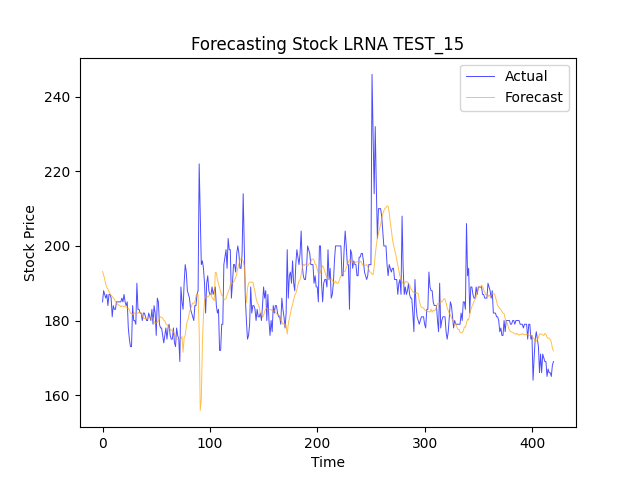 Forecasting Stock LRNA TEST_15
Actual
Forecast
240
220
200
180
160
Stock Price
0 100 200 300 400
Time